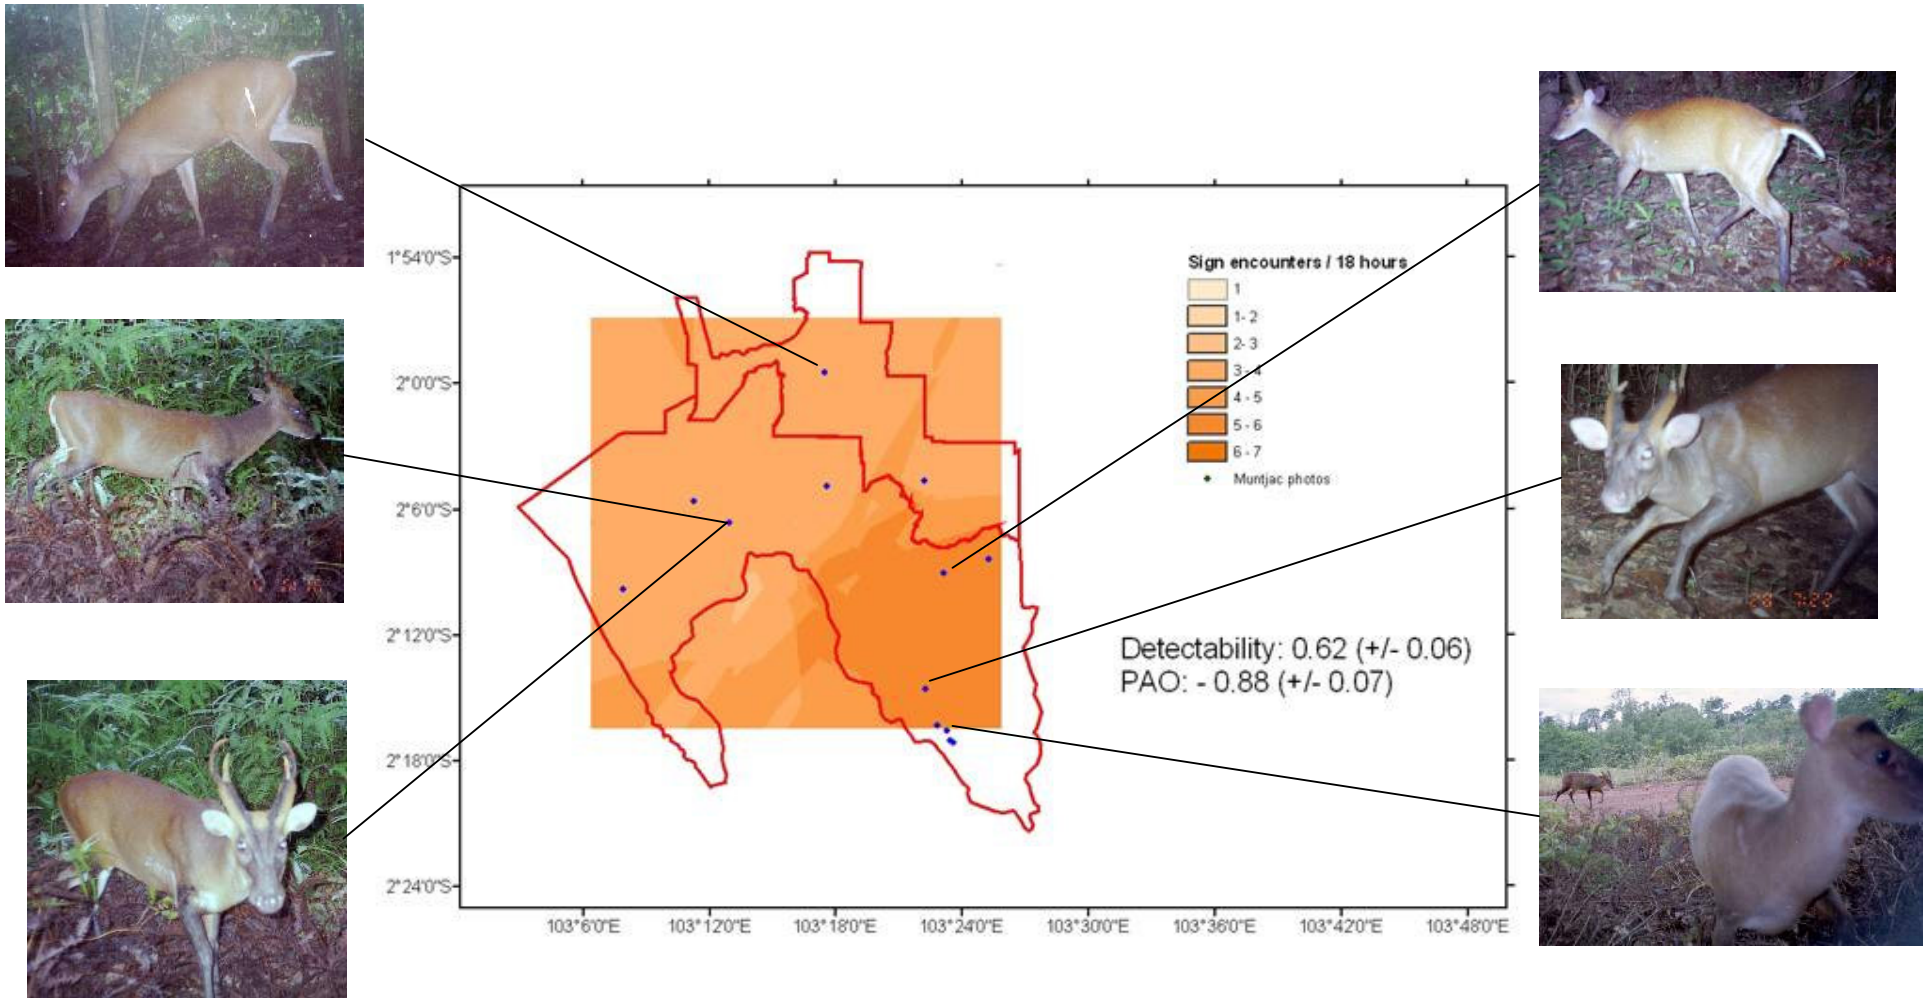 Sign encounters / 18 hours
1
1- 2
2- 3
3 - 4
4 - 5
5 - 6
6 - 7
Muntjac photos
1°54'0"S
2°0'0"S
2°6'0"S
2°12'0"S
2°18'0"S
2°24'0"S
Detectability: 0.62 (+/- 0.06)
PAO: - 0.88 (+/- 0.07)
103°6'0"E
103°12'0"E
103°18'0"E
103°24'0"E
103°30'0"E
103°36'0"E
103°42'0"E
103°48'0"E
28 7:22